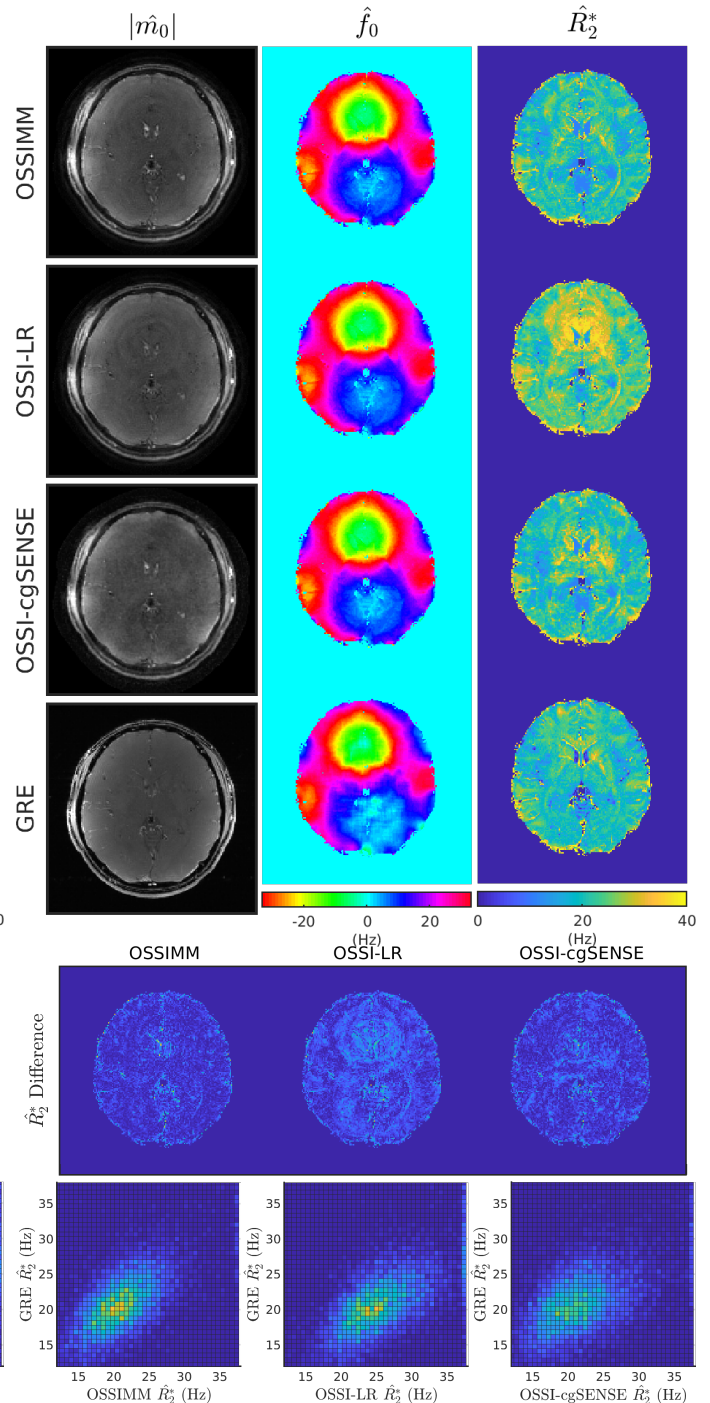 |m̂₀| f̂₀ R̂₂*
OSSIMM
OSSI-LR
OSSI-cgSENSE
GRE
0 -20 0 20 0 20 40
(Hz) (Hz)
OSSIMM OSSI-LR OSSI-cgSENSE
R̂₂* Difference
GRE R̂₂* (Hz) GRE R̂₂* (Hz) GRE R̂₂* (Hz)
35 35 35
30 30 30
25 25 25
20 20 20
15 15 15
15 20 25 30 35 15 20 25 30 35 15 20 25 30 35
OSSIMM R̂₂* (Hz) OSSI-LR R̂₂* (Hz) OSSI-cgSENSE R̂₂* (Hz)